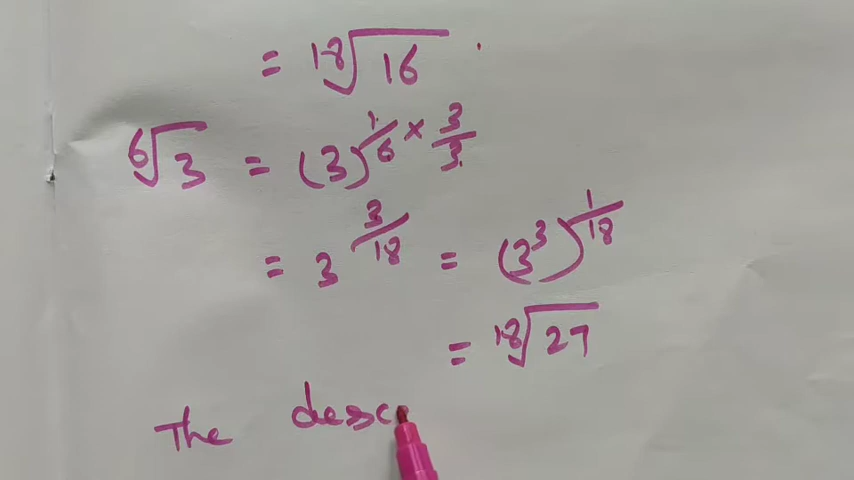 = ¹⁸√16 .
⁶√3 = (3)^(1/6 × 3/3)
= 3^(3/18) = (3³)^(1/18)
= ¹⁸√27
The desc